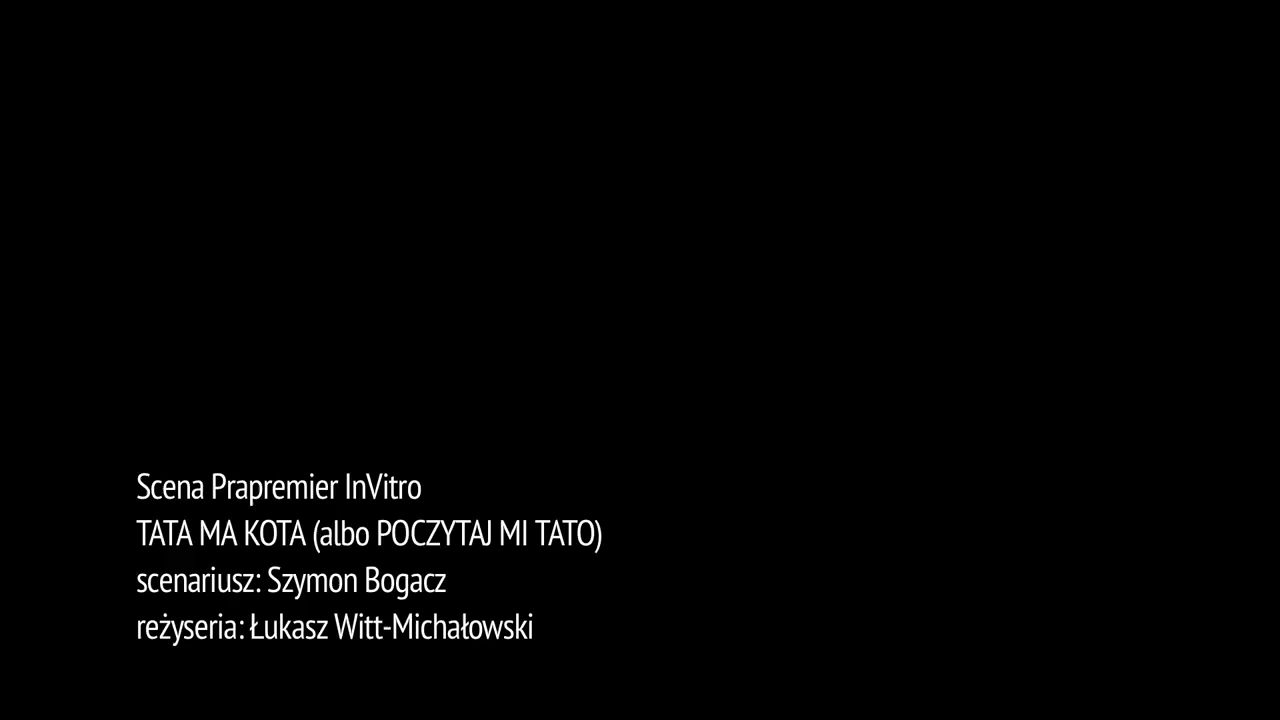 Scena Prapremier InVitro
TATA MA KOTA (albo POCZYTAJ MI TATO)
scenariusz: Szymon Bogacz
reżyseria: Łukasz Witt-Michałowski